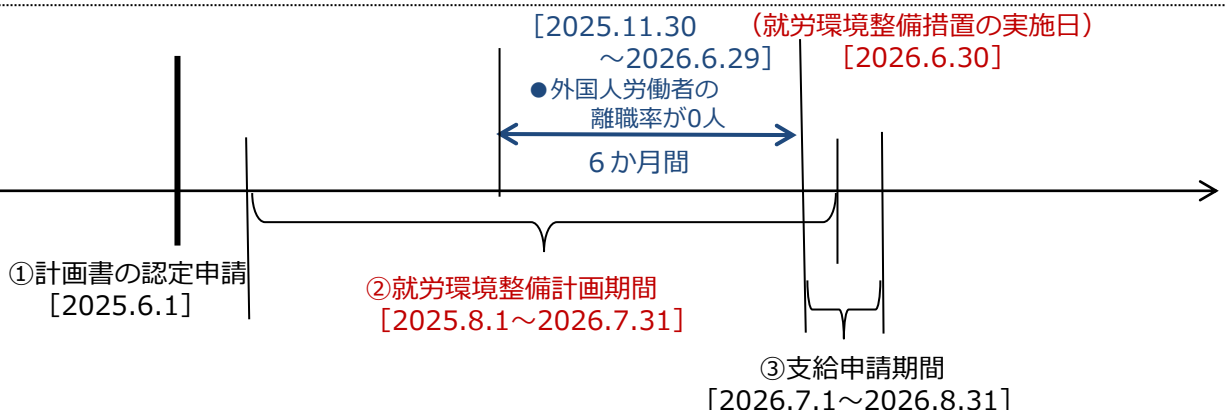 [2025.11.30
～2026.6.29]
●外国人労働者の
離職率が0人
6か月間
（就労環境整備措置の実施日）
[2026.6.30]
①計画書の認定申請
[2025.6.1]
②就労環境整備計画期間
[2025.8.1～2026.7.31]
③支給申請期間
[2026.7.1～2026.8.31]